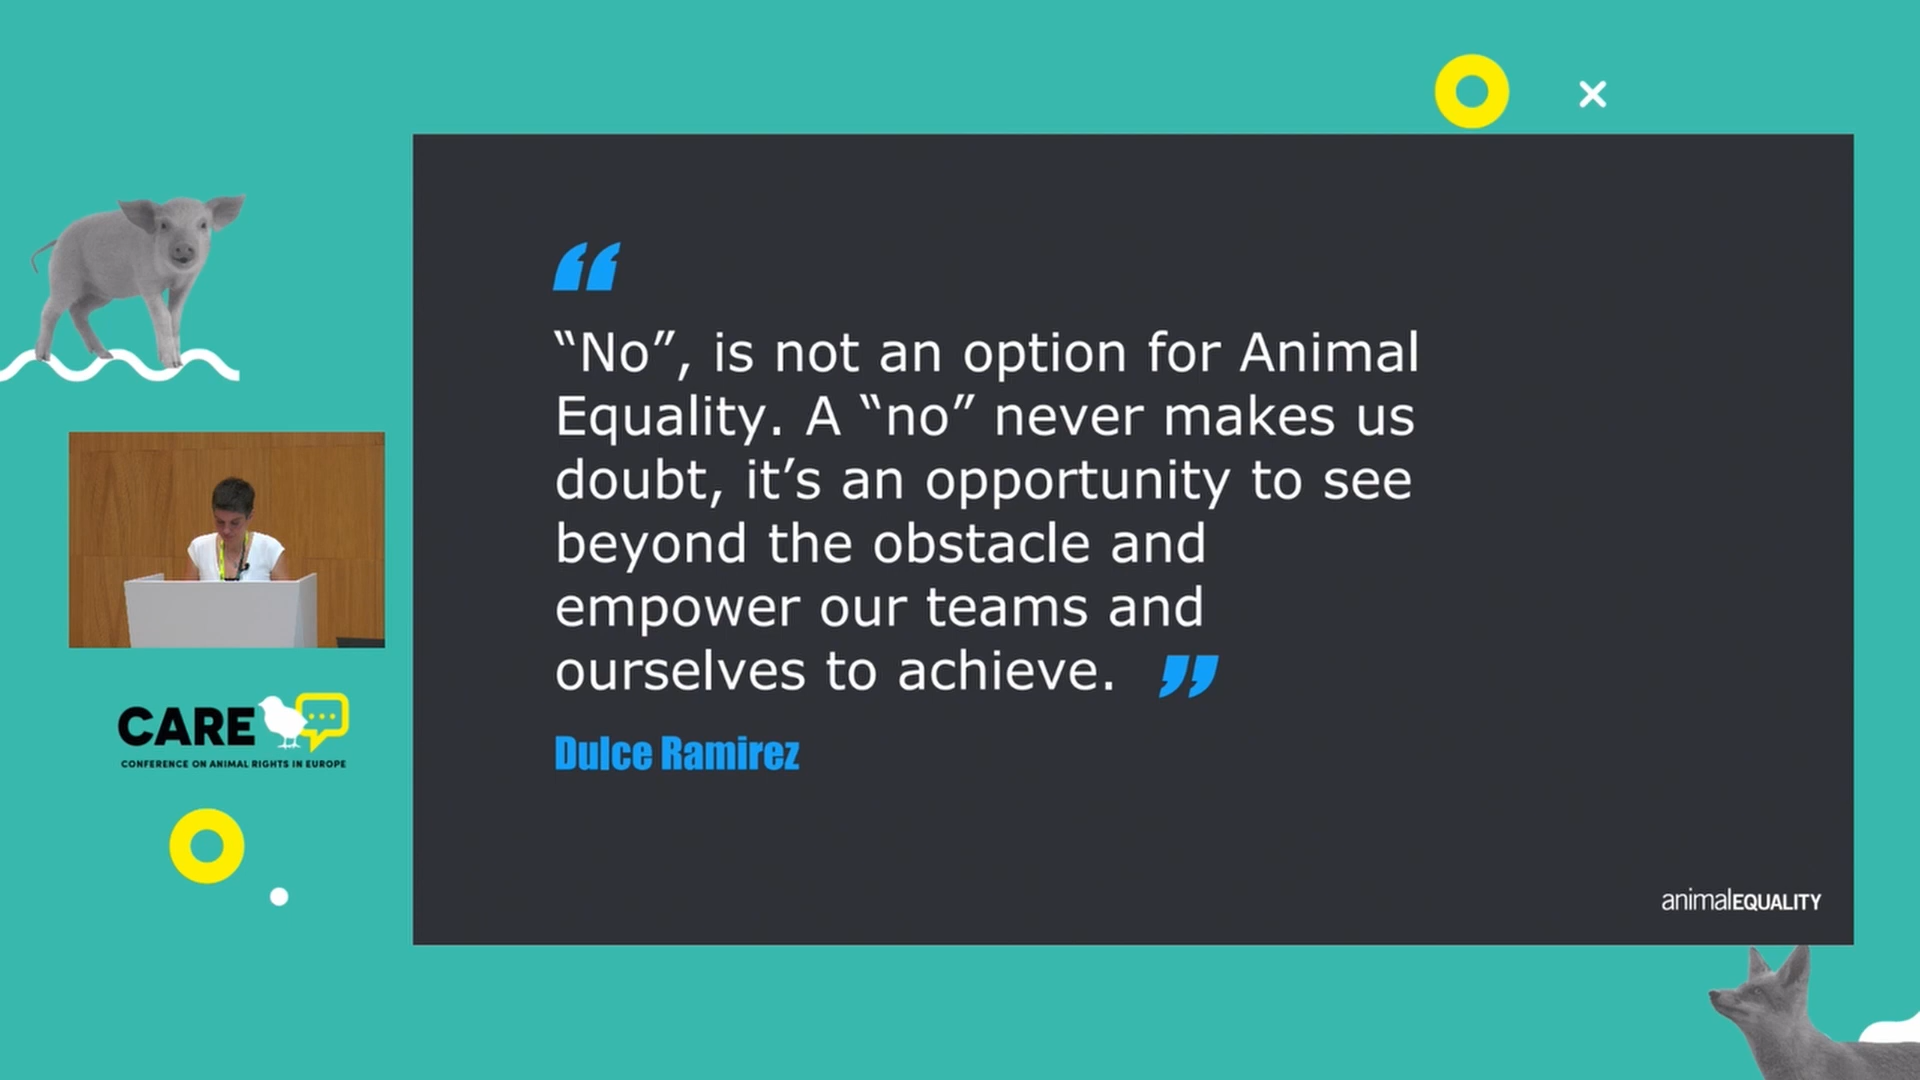 “No”, is not an option for Animal
Equality. A “no” never makes us
doubt, it’s an opportunity to see
beyond the obstacle and
empower our teams and
ourselves to achieve.
Dulce Ramirez
animalEQUALITY
CARE
CONFERENCE ON ANIMAL RIGHTS IN EUROPE